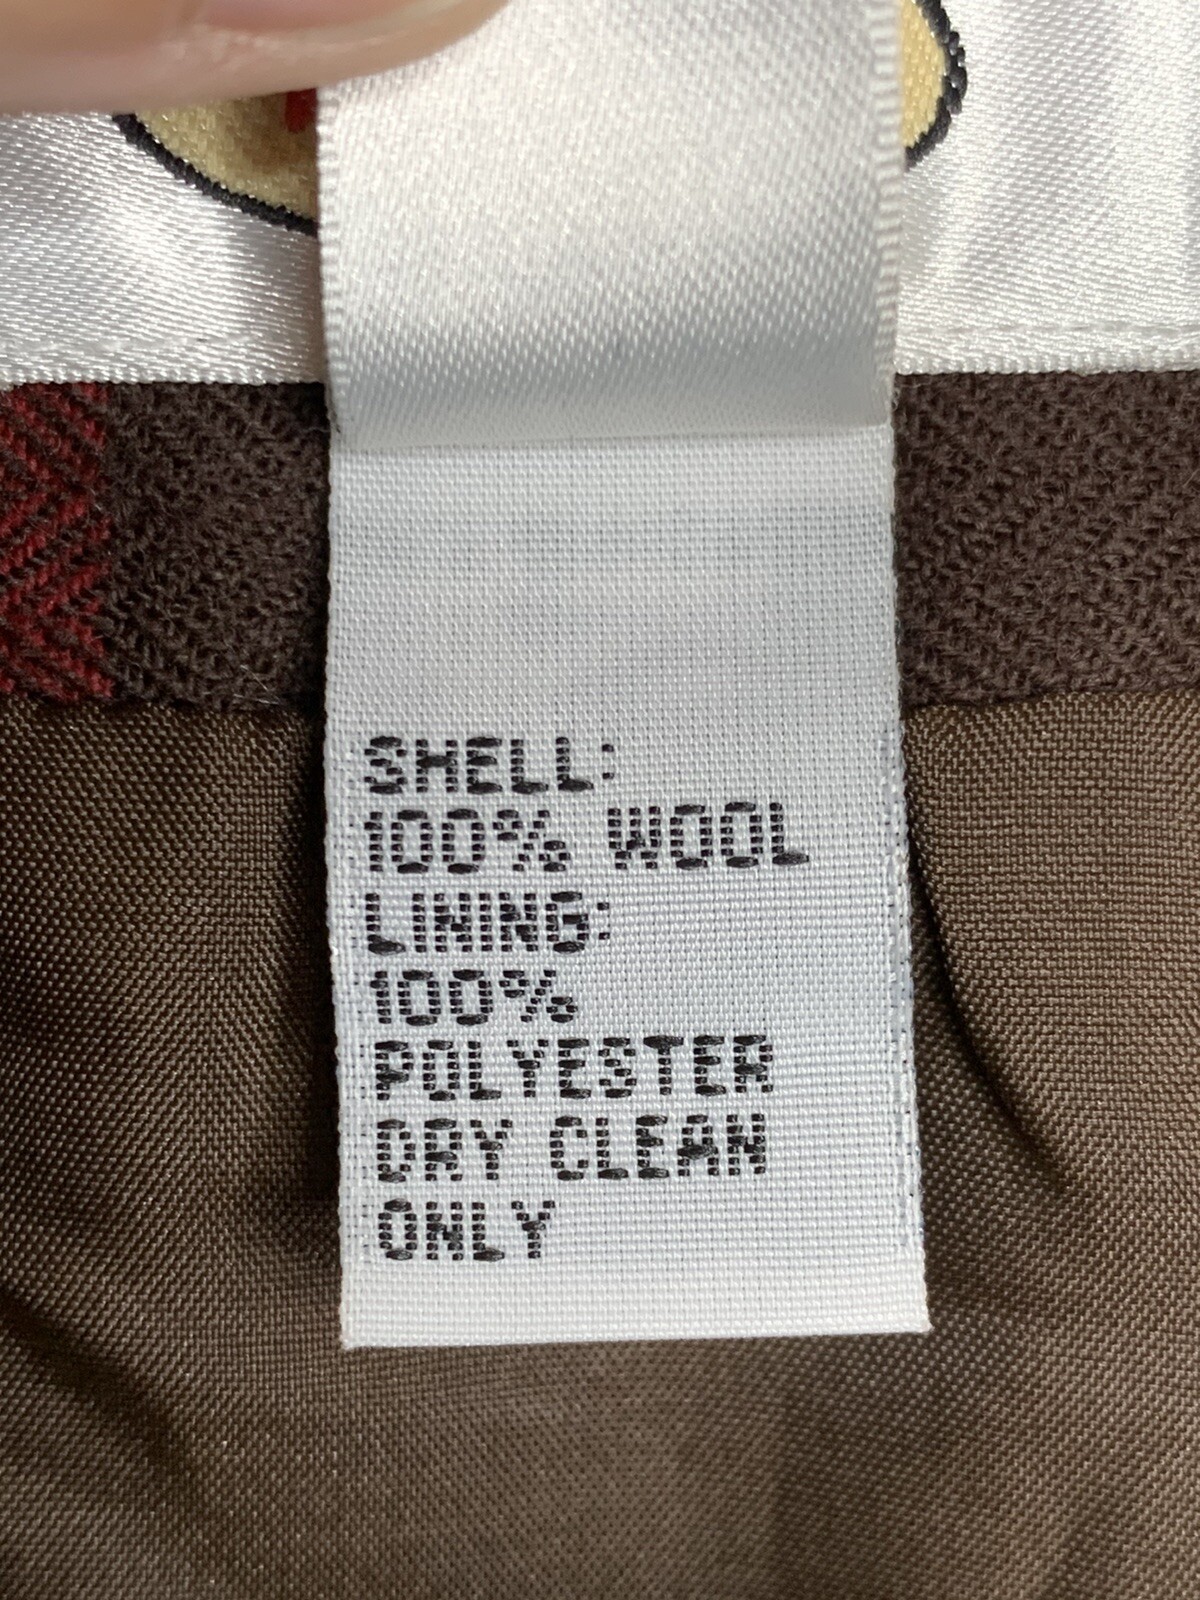 SHELL:
100% WOOL
LINING:
100%
POLYESTER
DRY CLEAN
ONLY